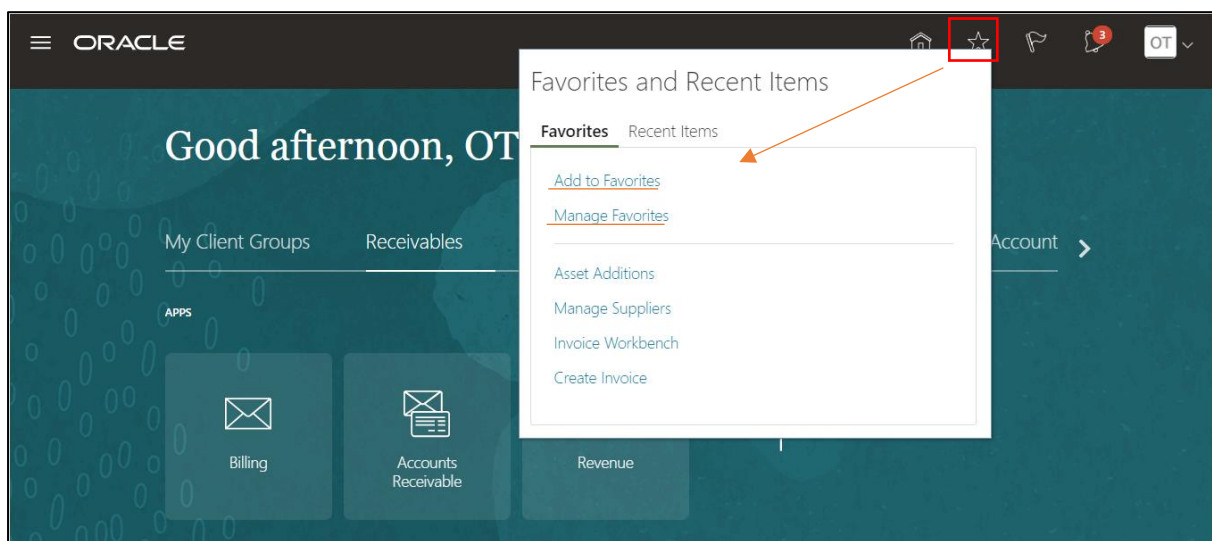 ORACLE
3
OT
Favorites and Recent Items
Good afternoon, OT
Favorites Recent Items
Add to Favorites
Manage Favorites
My Client Groups Receivables
Account
Asset Additions
Manage Suppliers
Invoice Workbench
Create Invoice
APPS
Billing
Accounts
Receivable
Revenue